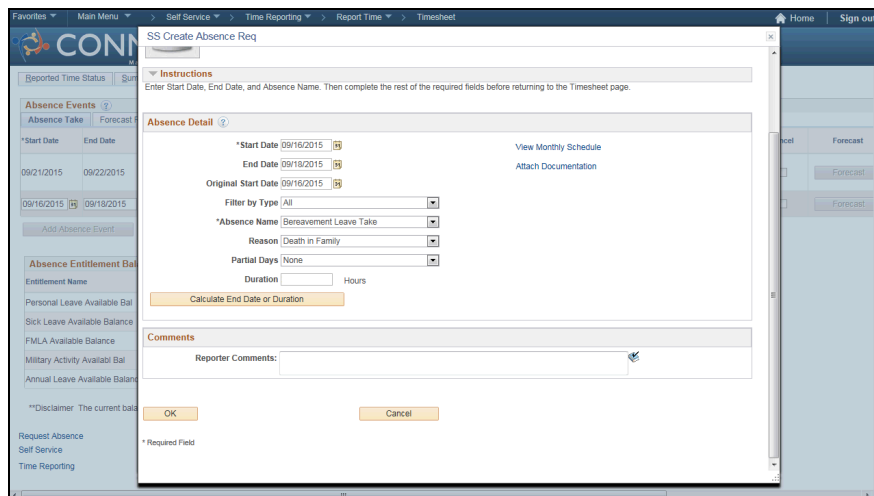 Favorites Main Menu > Self Service > Time Reporting > Report Time > Timesheet
Home Sign out
CONN
SS Create Absence Req
Reported Time Status Sum
Instructions
Enter Start Date, End Date, and Absence Name. Then complete the rest of the required fields before returning to the Timesheet page.
Absence Events
Absence Take Forecast
*Start Date End Date
Forecast
09/21/2015 09/22/2015
Forecast
09/16/2015 09/18/2015
Forecast
Add Absence Event
Absence Detail
*Start Date 09/16/2015
View Monthly Schedule
End Date 09/18/2015
Attach Documentation
Original Start Date 09/16/2015
Filter by Type All
*Absence Name Bereavement Leave Take
Reason Death in Family
Partial Days None
Duration Hours
Calculate End Date or Duration
Absence Entitlement Bal
Entitlement Name
Personal Leave Available Bal
Sick Leave Available Balance
FMLA Available Balance
Military Activity Availabl Bal
Annual Leave Available Balanc
**Disclaimer The current bala
Comments
Reporter Comments:
OK Cancel
* Required Field
Request Absence
Self Service
Time Reporting